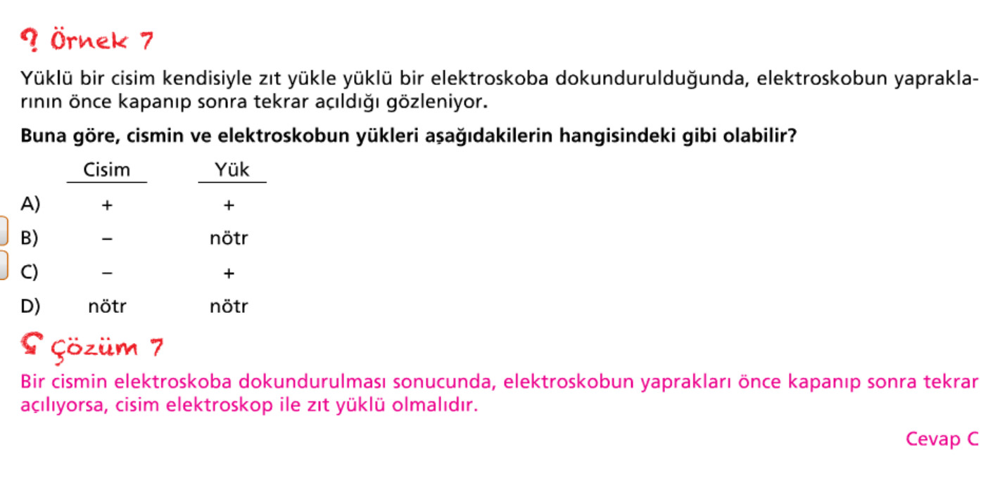 ? Örnek 7
Yüklü bir cisim kendisiyle zıt yükle yüklü bir elektroskoba dokundurulduğunda, elektroskobun yaprakla-
rının önce kapanıp sonra tekrar açıldığı gözleniyor.
Buna göre, cismin ve elektroskobun yükleri aşağıdakilerin hangisindeki gibi olabilir?
Cisim Yük
A) + +
B) – nötr
C) – +
D) nötr nötr
Çözüm 7
Bir cismin elektroskoba dokundurulması sonucunda, elektroskobun yaprakları önce kapanıp sonra tekrar
açılıyorsa, cisim elektroskop ile zıt yüklü olmalıdır.
Cevap C